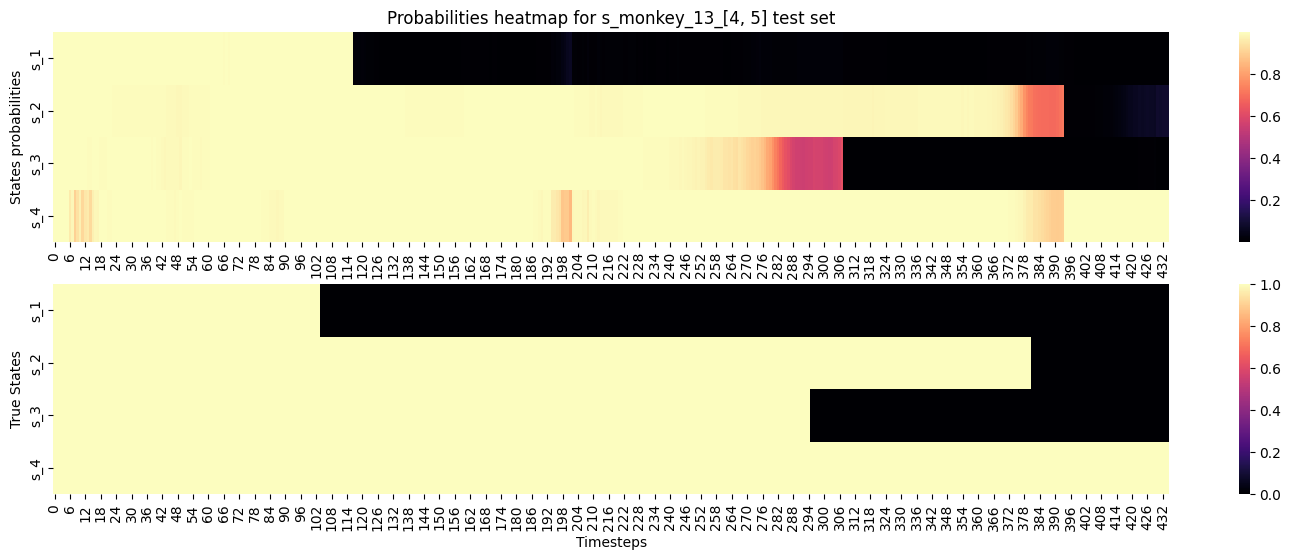 Probabilities heatmap for s_monkey_13_[4, 5] test set
States probabilities
s_1
s_2
s_3
s_4
0 6 12 18 24 30 36 42 48 54 60 66 72 78 84 90 96 102 108 114 120 126 132 138 144 150 156 162 168 174 180 186 192 198 204 210 216 222 228 234 240 246 252 258 264 270 276 282 288 294 300 306 312 318 324 330 336 342 348 354 360 366 372 378 384 390 396 402 408 414 420 426 432
0.8
0.6
0.4
0.2
True States
s_1
s_2
s_3
s_4
0 6 12 18 24 30 36 42 48 54 60 66 72 78 84 90 96 102 108 114 120 126 132 138 144 150 156 162 168 174 180 186 192 198 204 210 216 222 228 234 240 246 252 258 264 270 276 282 288 294 300 306 312 318 324 330 336 342 348 354 360 366 372 378 384 390 396 402 408 414 420 426 432
Timesteps
1.0
0.8
0.6
0.4
0.2
0.0